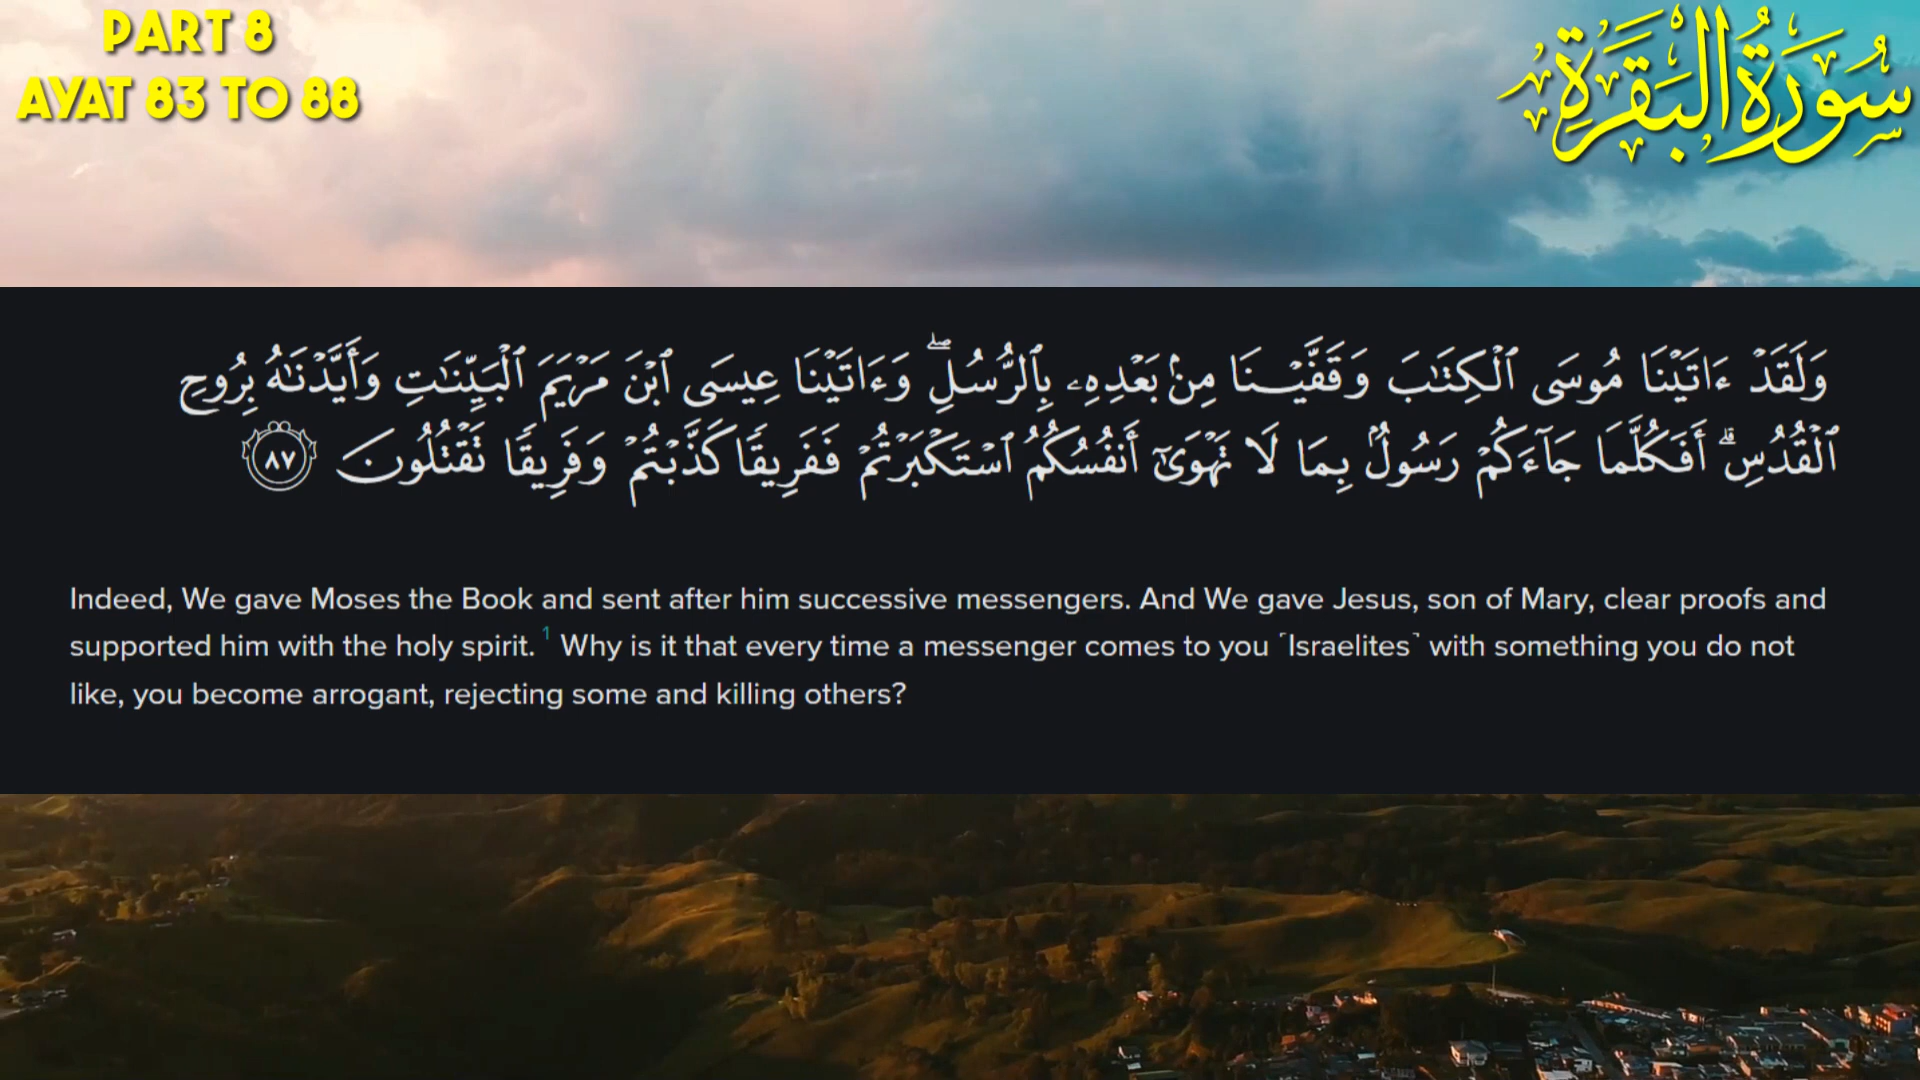 PART 8
AYAT 83 TO 88
سُورَةُ البَقَرَةِ
وَلَقَدْ ءَاتَيْنَا مُوسَى ٱلْكِتَٰبَ وَقَفَّيْنَا مِنۢ بَعْدِهِۦ بِٱلرُّسُلِ ۖ وَءَاتَيْنَا عِيسَى ٱبْنَ مَرْيَمَ ٱلْبَيِّنَٰتِ وَأَيَّدْنَٰهُ بِرُوحِ
ٱلْقُدُسِ ۗ أَفَكُلَّمَا جَآءَكُمْ رَسُولٌۢ بِمَا لَا تَهْوَىٰٓ أَنفُسُكُمُ ٱسْتَكْبَرْتُمْ فَفَرِيقًا كَذَّبْتُمْ وَفَرِيقًا تَقْتُلُونَ ٨٧
Indeed, We gave Moses the Book and sent after him successive messengers. And We gave Jesus, son of Mary, clear proofs and
supported him with the holy spirit. 1 Why is it that every time a messenger comes to you ˹Israelites˺ with something you do not
like, you become arrogant, rejecting some and killing others?